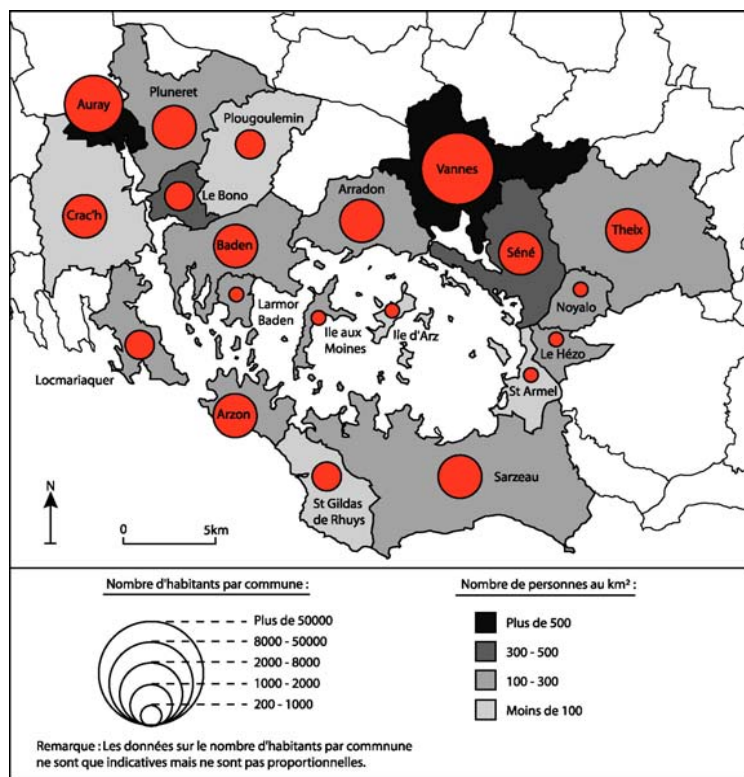 Auray
Pluneret
Plougoulemin
Vannes
Le Bono
Arradon
Crac'h
Baden
Séné
Theix
Noyalo
Larmor
Baden
Ile aux
Moines
Ile d'Arz
Le Hézo
Locmariaquer
St Armel
Arzon
St Gildas
de Rhuys
Sarzeau
N
0 5km
Nombre d'habitants par commune :
Plus de 50000
8000 - 50000
2000 - 8000
1000 - 2000
200 - 1000
Remarque : Les données sur le nombre d'habitants par commnune
ne sont que indicatives mais ne sont pas proportionelles.
Nombre de personnes au km² :
Plus de 500
300 - 500
100 - 300
Moins de 100